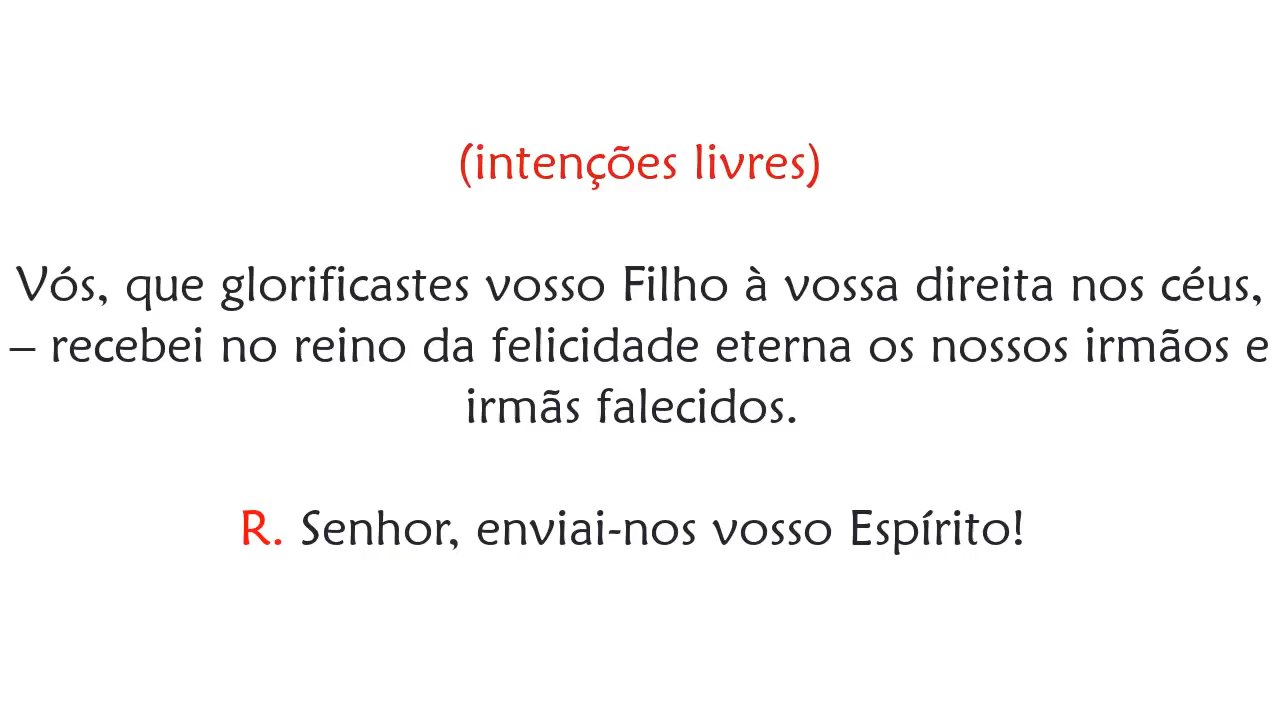 (intenções livres)
Vós, que glorificastes vosso Filho à vossa direita nos céus,
– recebei no reino da felicidade eterna os nossos irmãos e
irmãs falecidos.
R. Senhor, enviai-nos vosso Espírito!